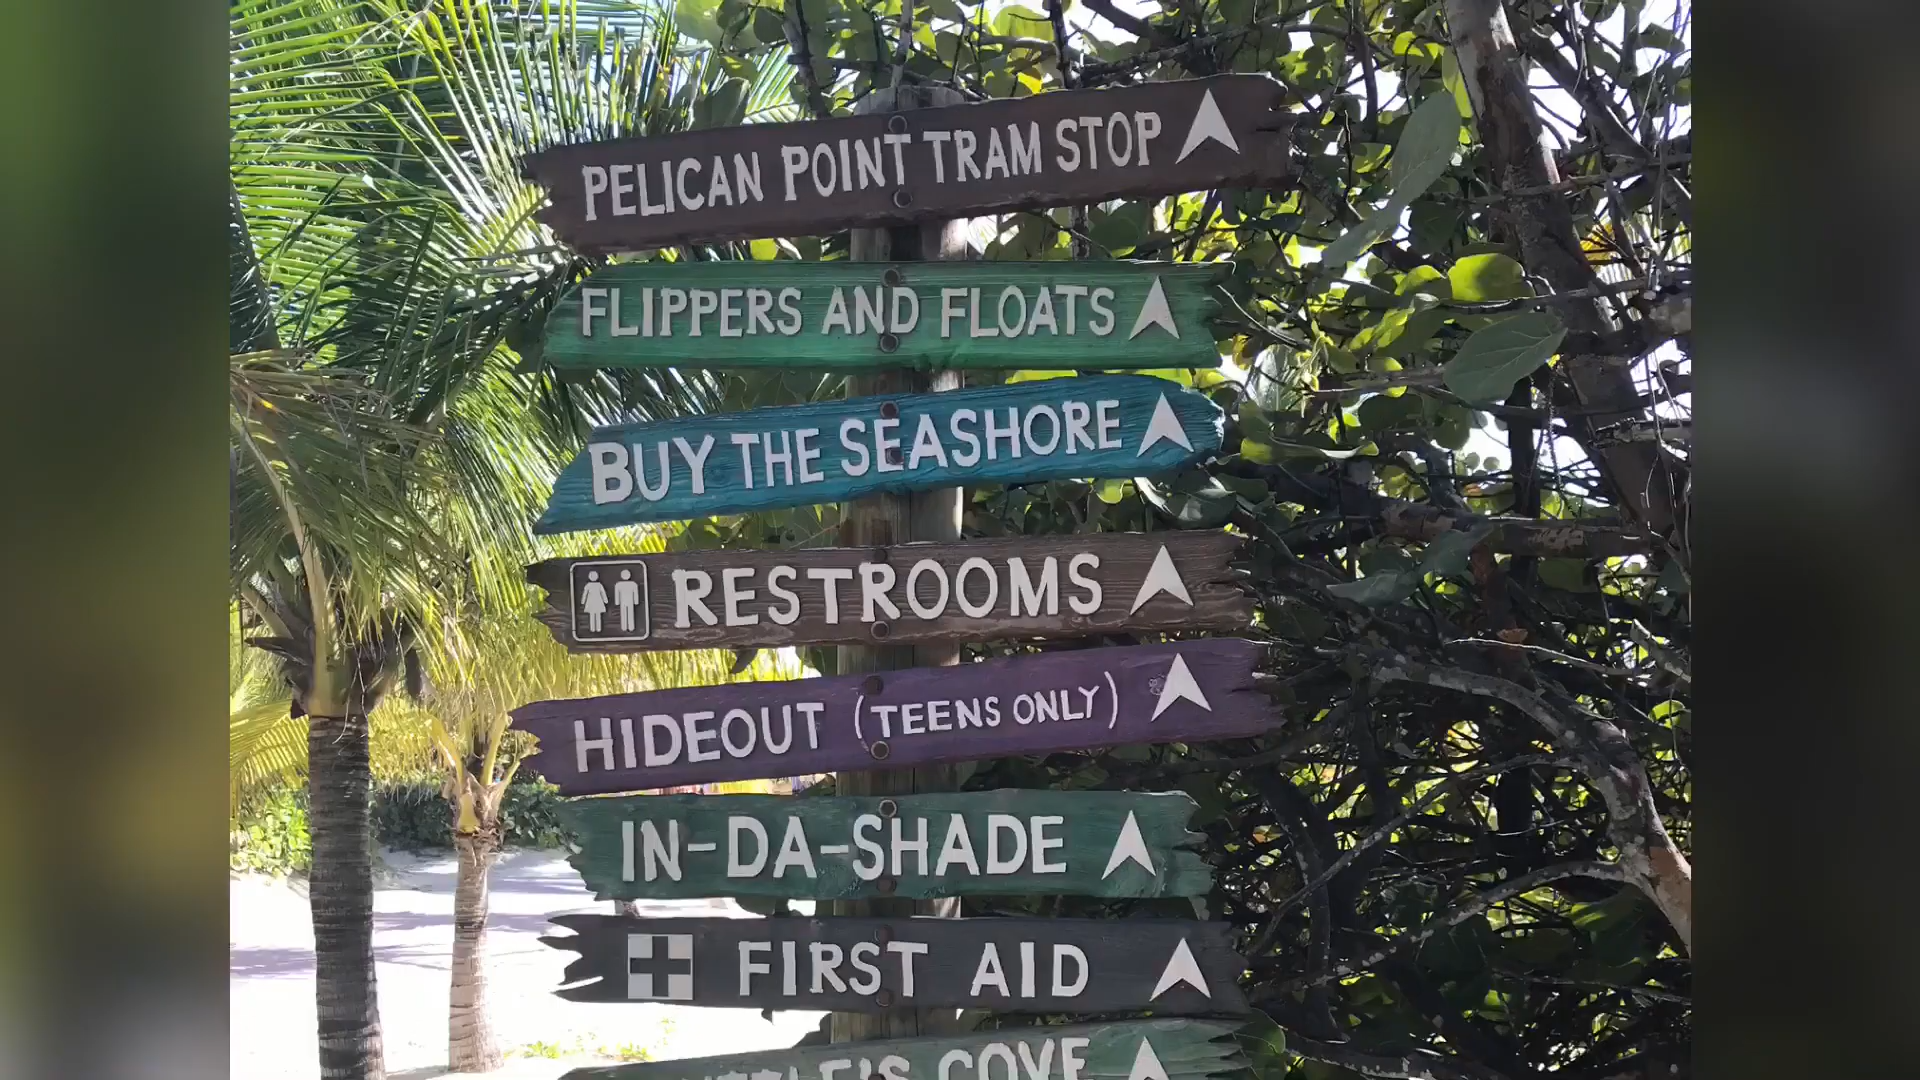 PELICAN POINT TRAM STOP
FLIPPERS AND FLOATS
BUY THE SEASHORE
RESTROOMS
HIDEOUT (TEENS ONLY)
IN-DA-SHADE
FIRST AID
COVE